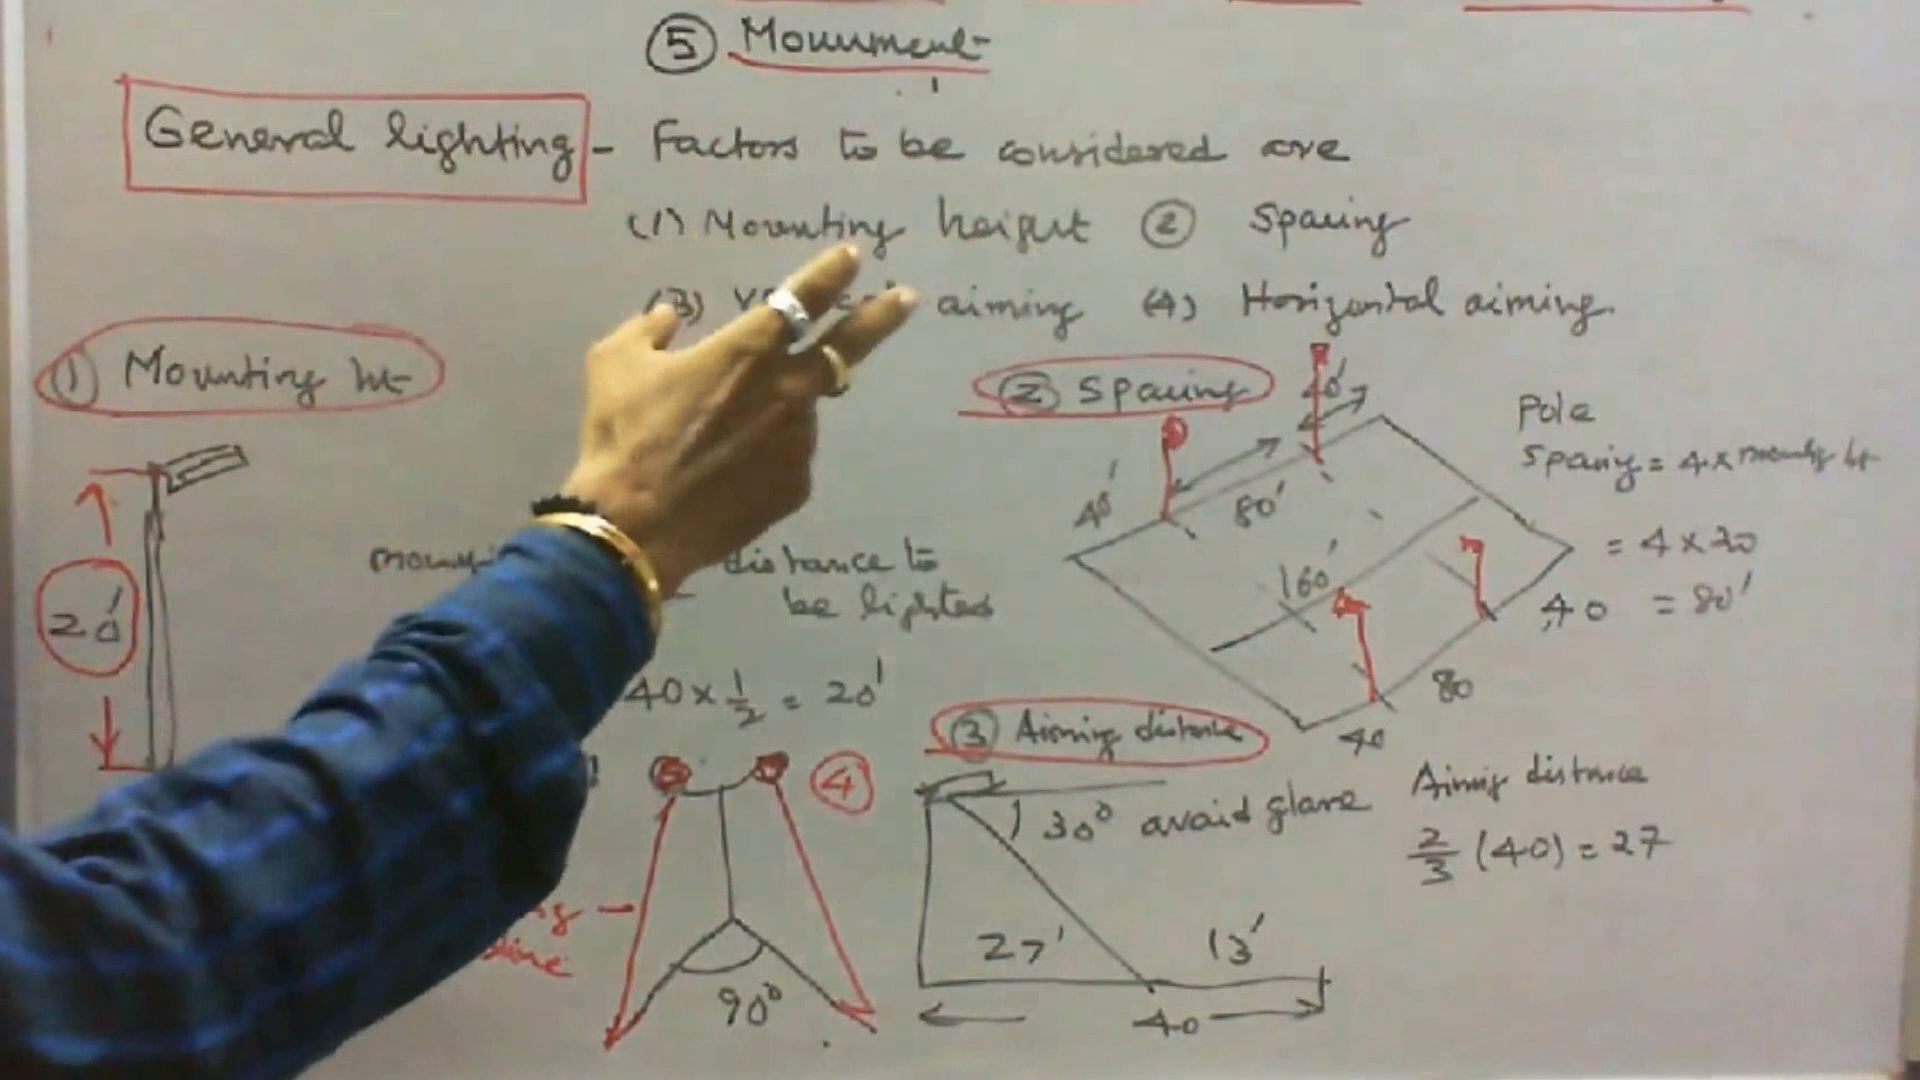 ⑤ Monument
General lighting - Factors to be considered are
(1) Mounting height ② Spacing
(3) aiming (4) Horizontal aiming
① Mounting ht
20'
distance to
be lighted
40 x 1/2 = 20'
② Spacing
40'
40'
80'
160'
40
80
40
Pole
Spacing = 4 x
= 4 x 20
= 80'
③ Aiming distance
30° avoid glare
27'
13'
40
Aiming distance
2/3 (40) = 27
④
90°
line